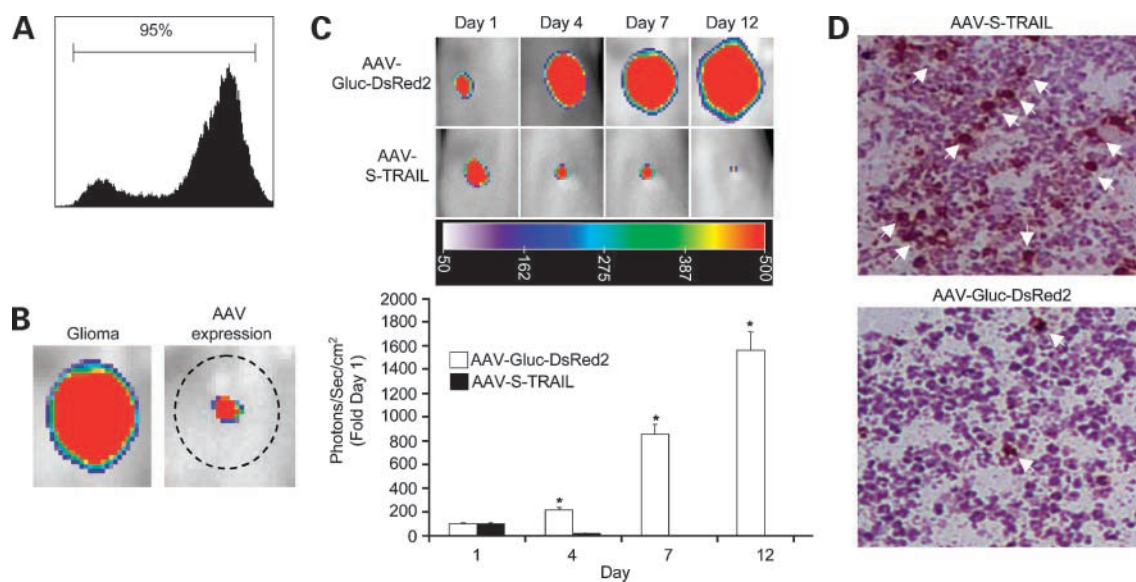 A
95%
B
Glioma
AAV
expression
C
Day 1 Day 4 Day 7 Day 12
AAV-
Gluc-DsRed2
AAV-
S-TRAIL
50 162 275 387 500
Photons/Sec/cm²
(Fold Day 1)
2000
1800
1600
1400
1200
1000
800
600
400
200
0
AAV-Gluc-DsRed2
AAV-S-TRAIL
* * *
1 4 7 12
Day
D
AAV-S-TRAIL
AAV-Gluc-DsRed2